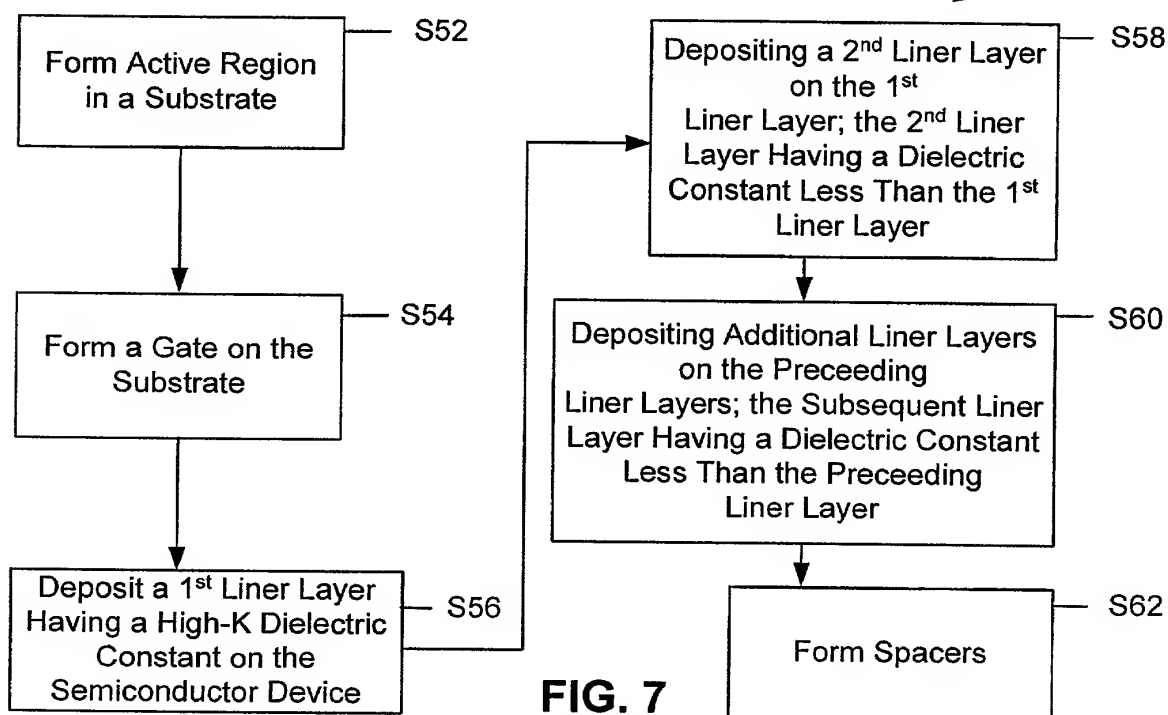 Form Active Region
in a Substrate
S52
Form a Gate on the
Substrate
S54
Deposit a 1st Liner Layer
Having a High-K Dielectric
Constant on the
Semiconductor Device
S56
Depositing a 2nd Liner Layer
on the 1st
Liner Layer; the 2nd Liner
Layer Having a Dielectric
Constant Less Than the 1st
Liner Layer
S58
Depositing Additional Liner Layers
on the Preceeding
Liner Layers; the Subsequent Liner
Layer Having a Dielectric Constant
Less Than the Preceeding
Liner Layer
S60
Form Spacers
S62
FIG. 7